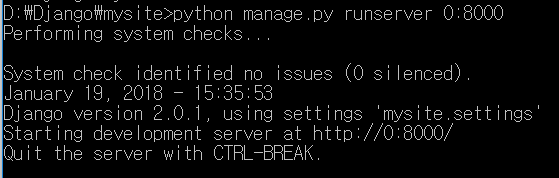 D:₩Django₩mysite>python manage.py runserver 0:8000
Performing system checks...
System check identified no issues (0 silenced).
January 19, 2018 - 15:35:53
Django version 2.0.1, using settings 'mysite.settings'
Starting development server at http://0:8000/
Quit the server with CTRL-BREAK.